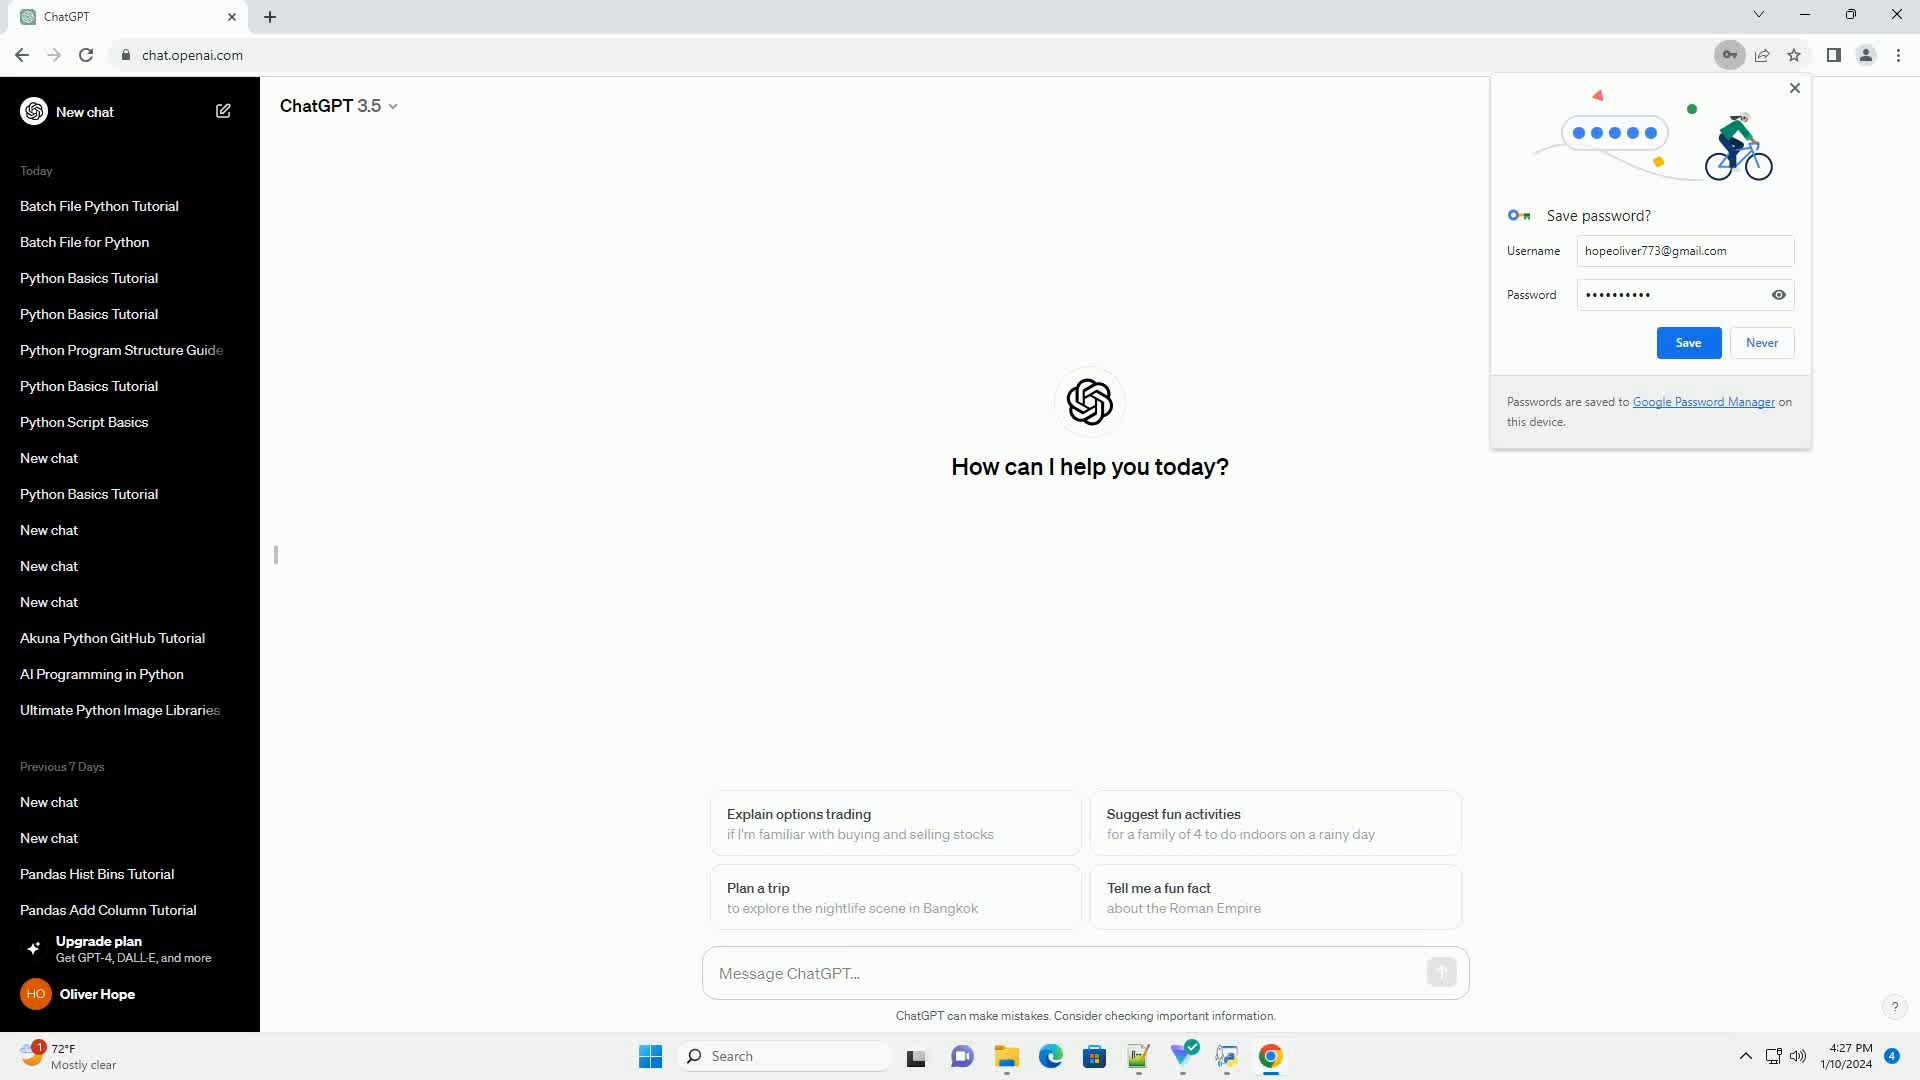 ChatGPT
chat.openai.com
New chat
ChatGPT 3.5
Today
Batch File Python Tutorial
Batch File for Python
Python Basics Tutorial
Python Basics Tutorial
Python Program Structure Guide
Python Basics Tutorial
Python Script Basics
New chat
Python Basics Tutorial
New chat
New chat
New chat
Akuna Python GitHub Tutorial
AI Programming in Python
Ultimate Python Image Libraries
Previous 7 Days
New chat
New chat
Pandas Hist Bins Tutorial
Pandas Add Column Tutorial
Upgrade plan
Get GPT-4, DALL·E, and more
HO
Oliver Hope
Save password?
Username
hopeoliver773@gmail.com
Password
••••••••••
Save
Never
Passwords are saved to Google Password Manager on
this device.
How can I help you today?
Explain options trading
if I'm familiar with buying and selling stocks
Suggest fun activities
for a family of 4 to do indoors on a rainy day
Plan a trip
to explore the nightlife scene in Bangkok
Tell me a fun fact
about the Roman Empire
Message ChatGPT...
ChatGPT can make mistakes. Consider checking important information.
?
1
72°F
Mostly clear
Search
4:27 PM
1/10/2024
4